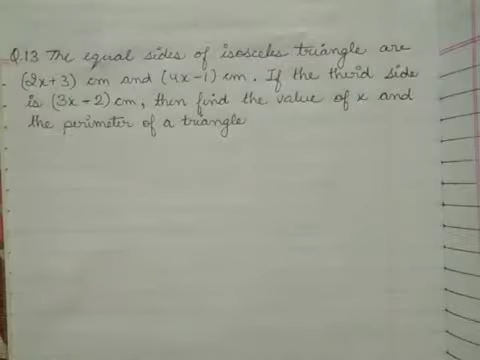 Q.13 The equal sides of isosceles triangle are
(2x+3) cm and (4x-1) cm. If the third side
is (3x-2) cm, then find the value of x and
the perimeter of a triangle